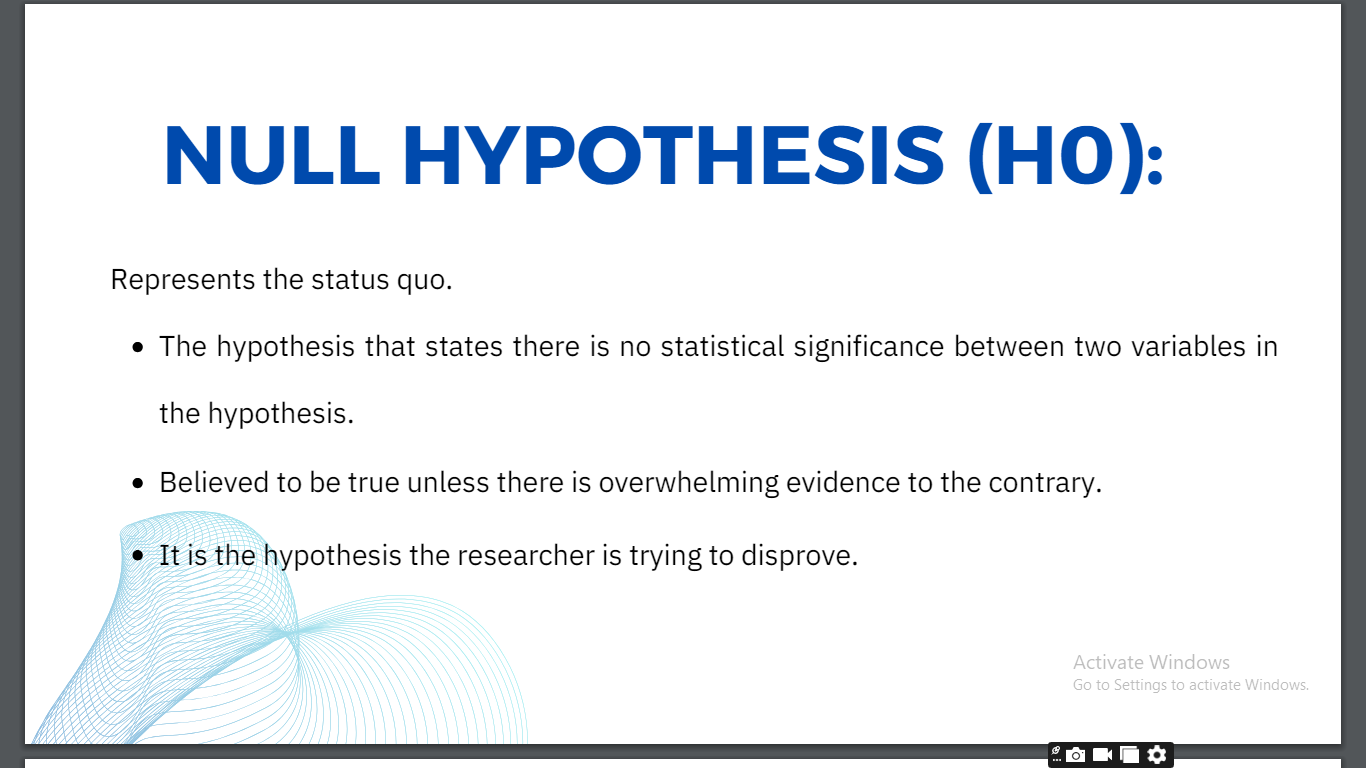 NULL HYPOTHESIS (H0):
Represents the status quo.
• The hypothesis that states there is no statistical significance between two variables in
the hypothesis.
• Believed to be true unless there is overwhelming evidence to the contrary.
• It is the hypothesis the researcher is trying to disprove.
Activate Windows
Go to Settings to activate Windows.